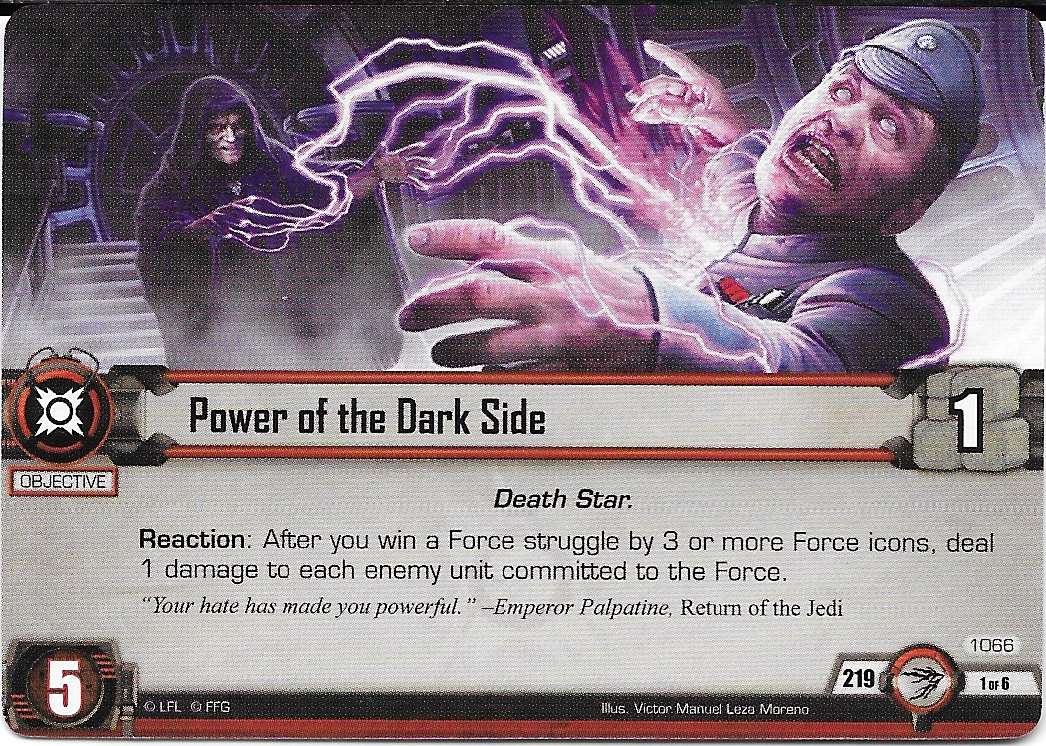 Power of the Dark Side
1
OBJECTIVE
Death Star.
Reaction: After you win a Force struggle by 3 or more Force icons, deal
1 damage to each enemy unit committed to the Force.
“Your hate has made you powerful.” –Emperor Palpatine, Return of the Jedi
1066
5
219
1 OF 6
© LFL © FFG
Illus. Victor Manuel Leza Moreno